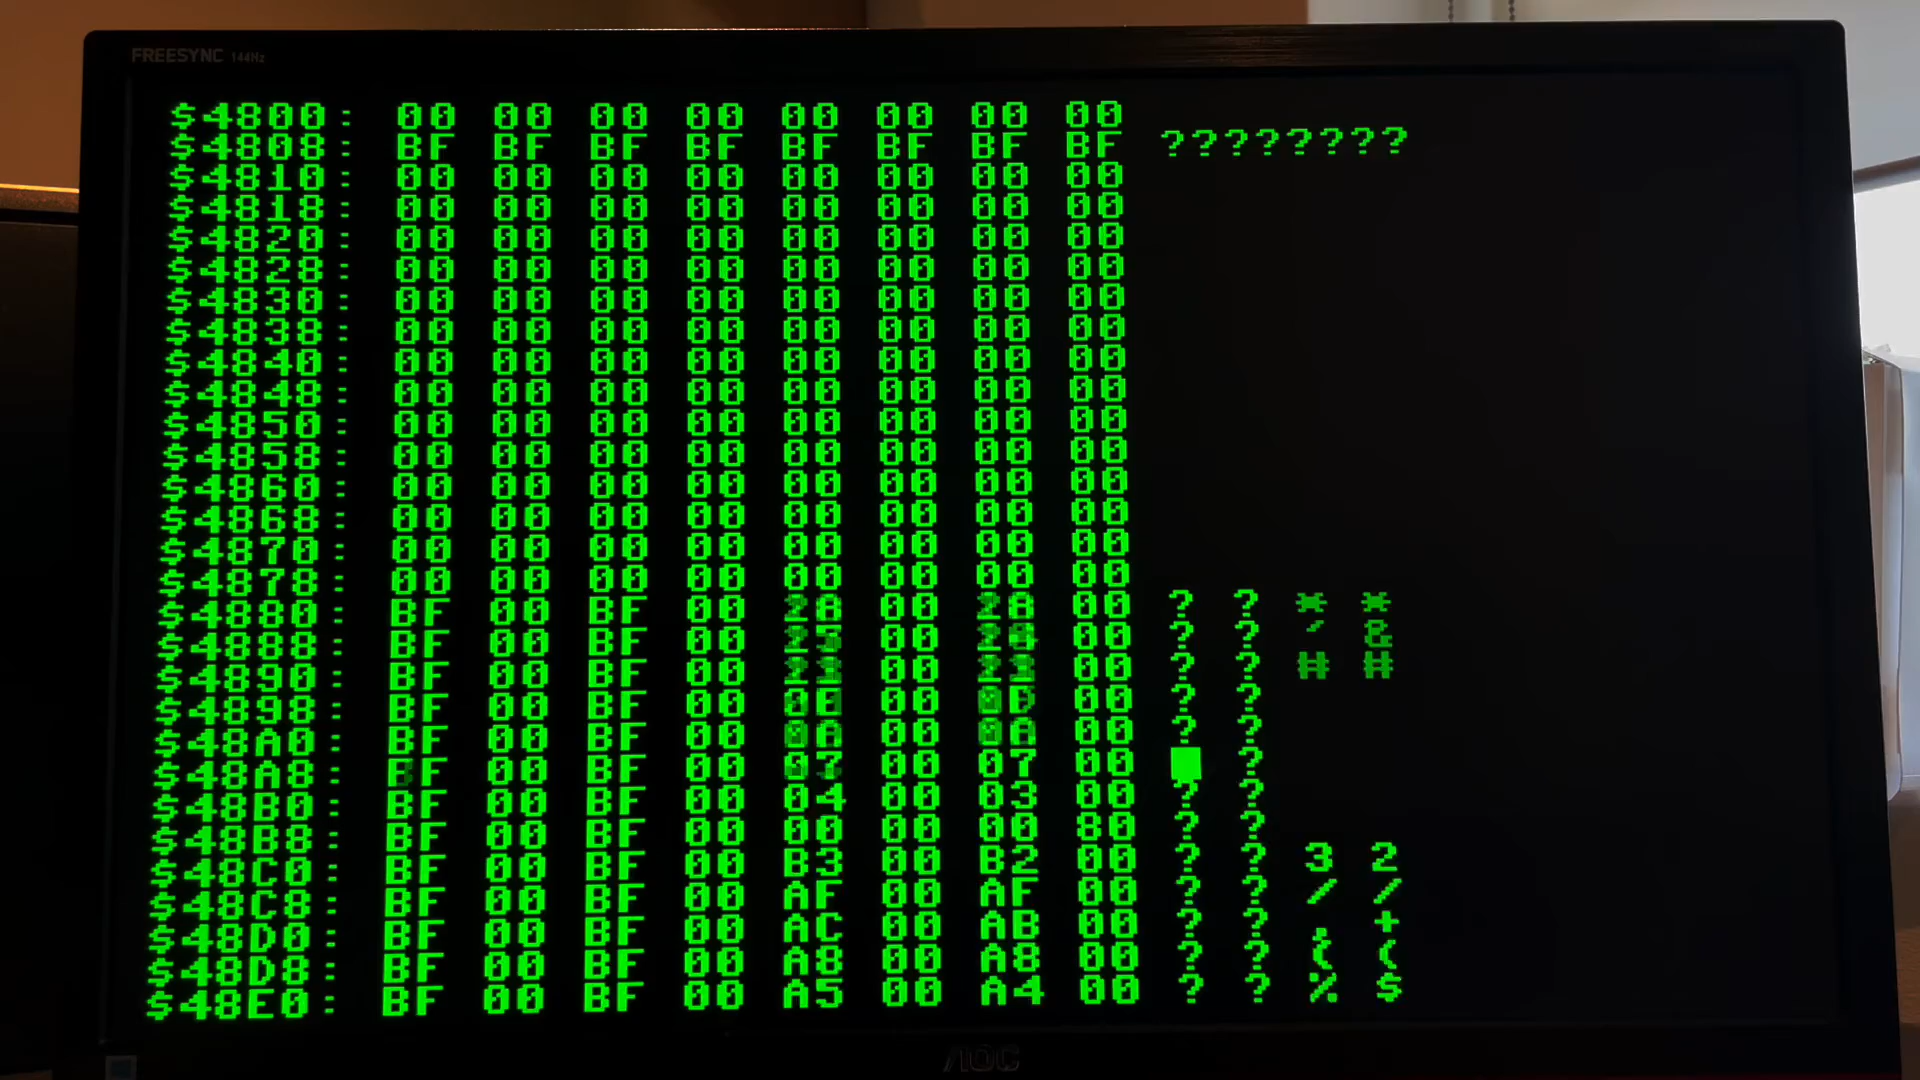 FREESYNC 144Hz
$4800: 00 00 00 00 00 00 00 00
$4808: BF BF BF BF BF BF BF BF ????????
$4810: 00 00 00 00 00 00 00 00
$4818: 00 00 00 00 00 00 00 00
$4820: 00 00 00 00 00 00 00 00
$4828: 00 00 00 00 00 00 00 00
$4830: 00 00 00 00 00 00 00 00
$4838: 00 00 00 00 00 00 00 00
$4840: 00 00 00 00 00 00 00 00
$4848: 00 00 00 00 00 00 00 00
$4850: 00 00 00 00 00 00 00 00
$4858: 00 00 00 00 00 00 00 00
$4860: 00 00 00 00 00 00 00 00
$4868: 00 00 00 00 00 00 00 00
$4870: 00 00 00 00 00 00 00 00
$4878: 00 00 00 00 00 00 00 00
$4880: BF 00 BF 00 00 00 ? ? * *
$4888: BF 00 BF 00 00 00 ? ? ' &
$4890: BF 00 BF 00 00 00 ? ? # #
$4898: BF 00 BF 00 00 0D 00 ? ?
$48A0: BF 00 BF 00 0A 00 0A 00 ? ?
$48A8: BF 00 BF 00 07 00 07 00 ?
$48B0: BF 00 BF 00 04 00 03 00 ? ?
$48B8: BF 00 BF 00 00 00 00 80 ? ?
$48C0: BF 00 BF 00 B3 00 B2 00 ? ? 3 2
$48C8: BF 00 BF 00 AF 00 AF 00 ? ? / /
$48D0: BF 00 BF 00 AC 00 AB 00 ? ? , +
$48D8: BF 00 BF 00 A8 00 A8 00 ? ? ( (
$48E0: BF 00 BF 00 A5 00 A4 00 ? ? % $
AOC